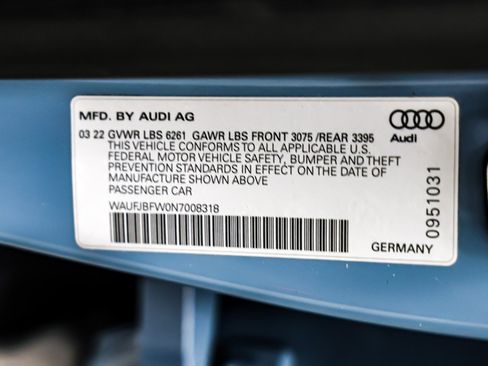 MFD. BY AUDI AG
03 22 GVWR LBS 6261 GAWR LBS FRONT 3075 /REAR 3395
THIS VEHICLE CONFORMS TO ALL APPLICABLE U.S.
FEDERAL MOTOR VEHICLE SAFETY, BUMPER AND THEFT
PREVENTION STANDARDS IN EFFECT ON THE DATE OF
MANUFACTURE SHOWN ABOVE
PASSENGER CAR
WAUFJBFW0N7008318
Audi
0951031
GERMANY